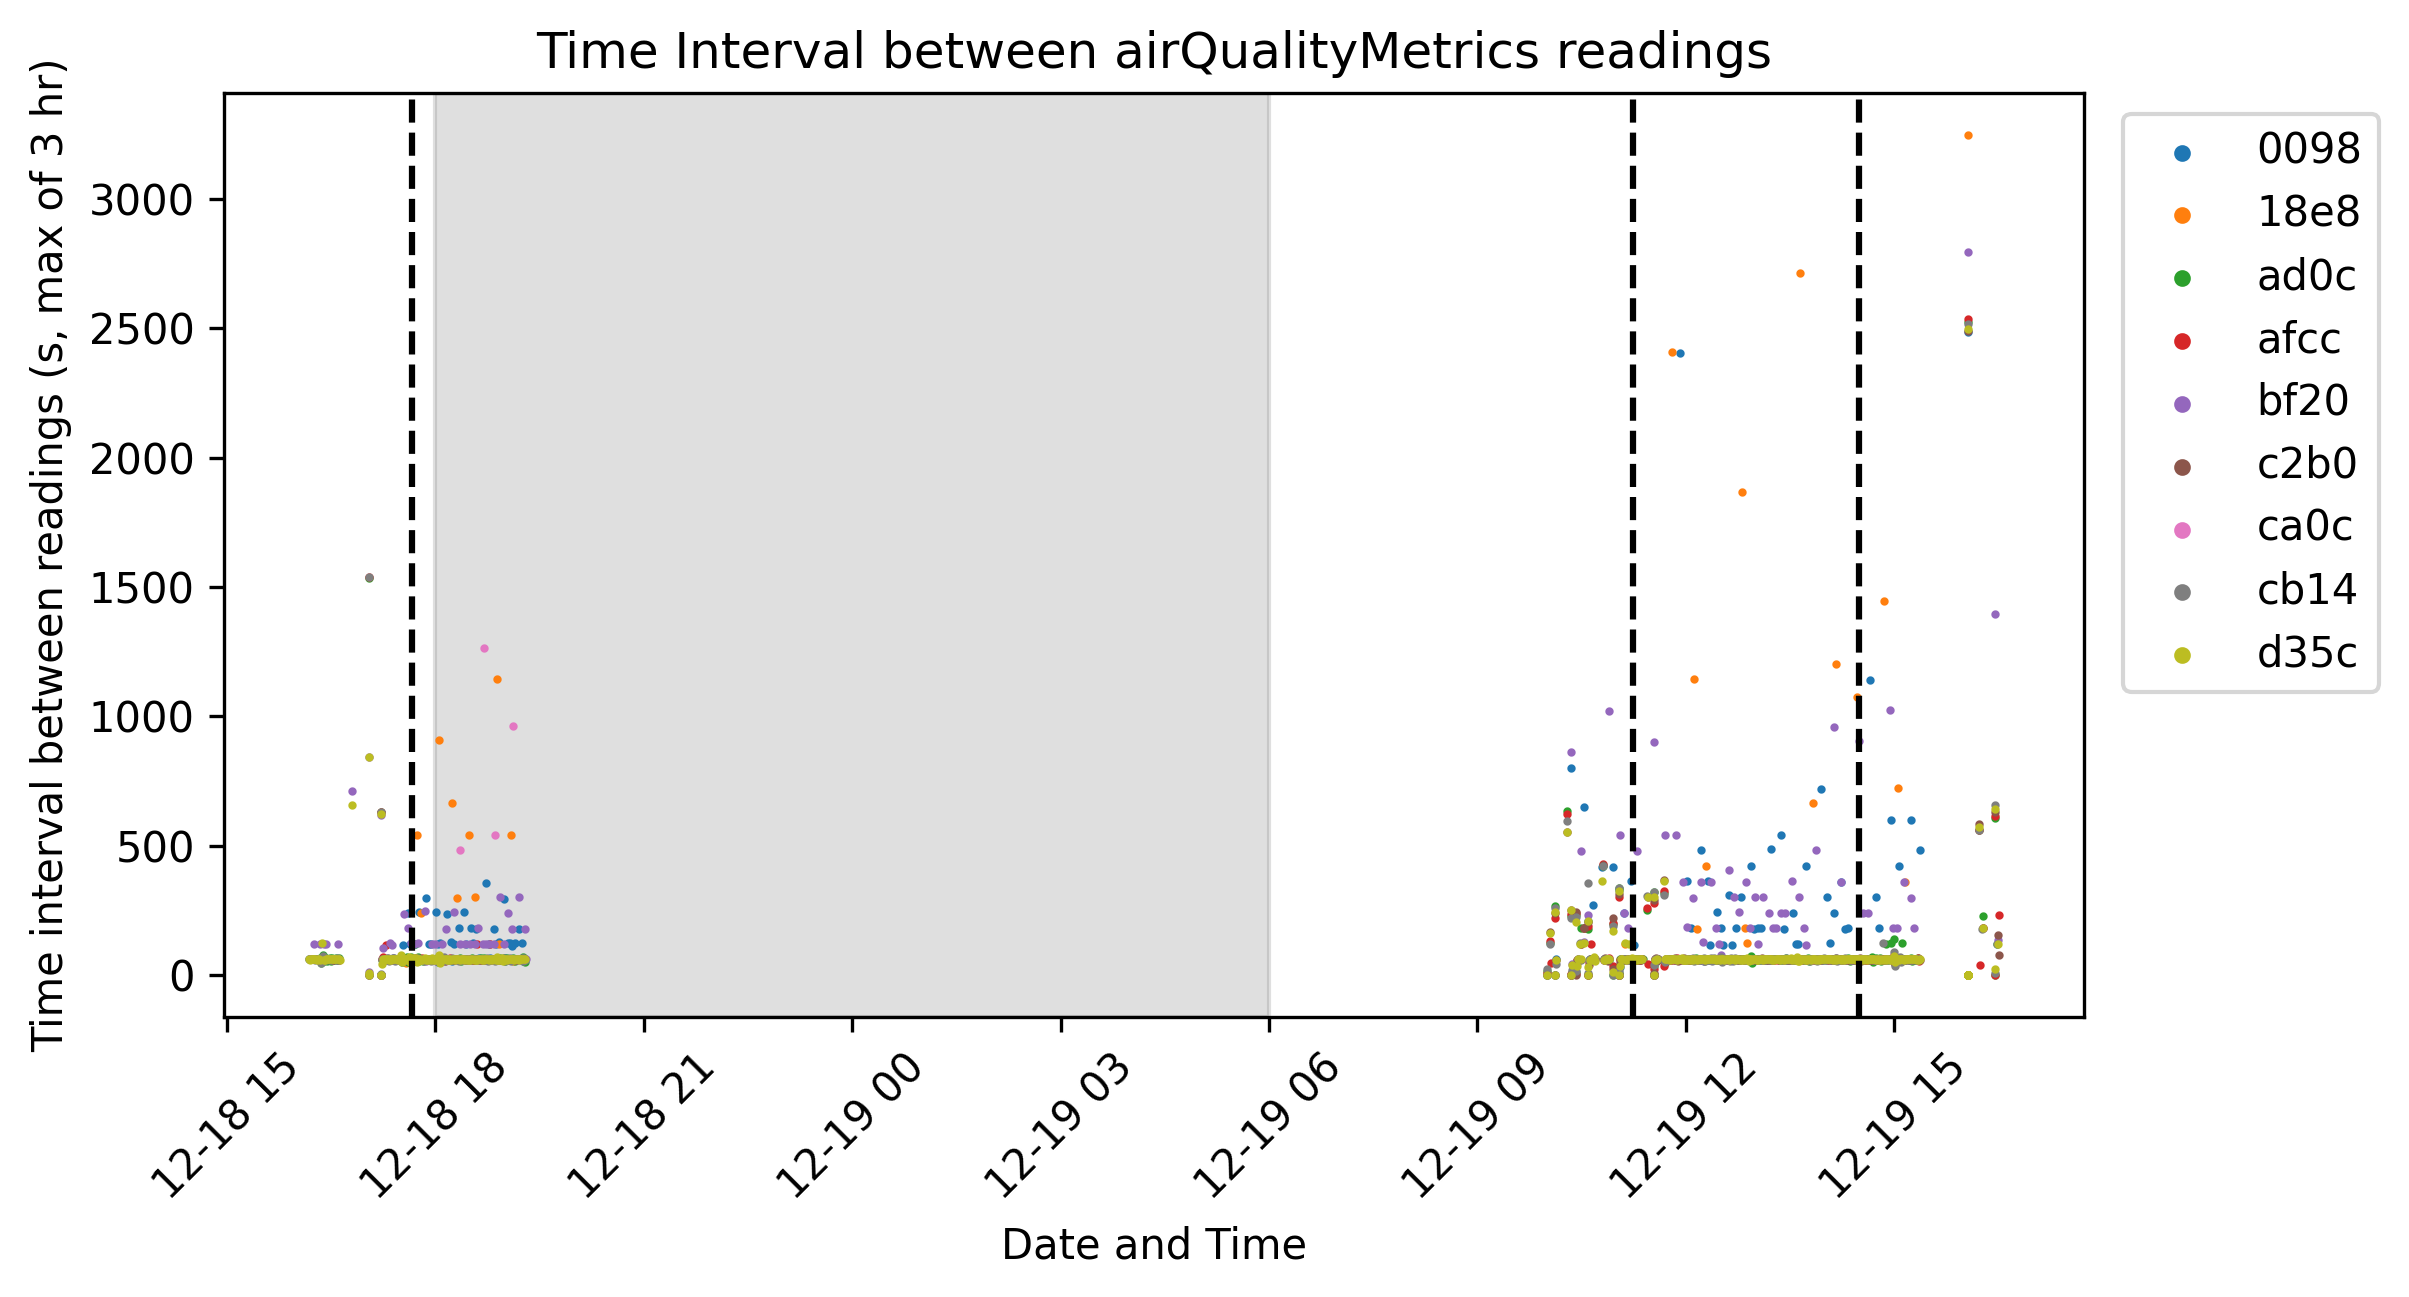 Time Interval between airQualityMetrics readings
Time interval between readings (s, max of 3 hr)
3000
2500
2000
1500
1000
500
0
12-18 15
12-18 18
12-18 21
12-19 00
12-19 03
12-19 06
12-19 09
12-19 12
12-19 15
Date and Time
0098
18e8
ad0c
afcc
bf20
c2b0
ca0c
cb14
d35c